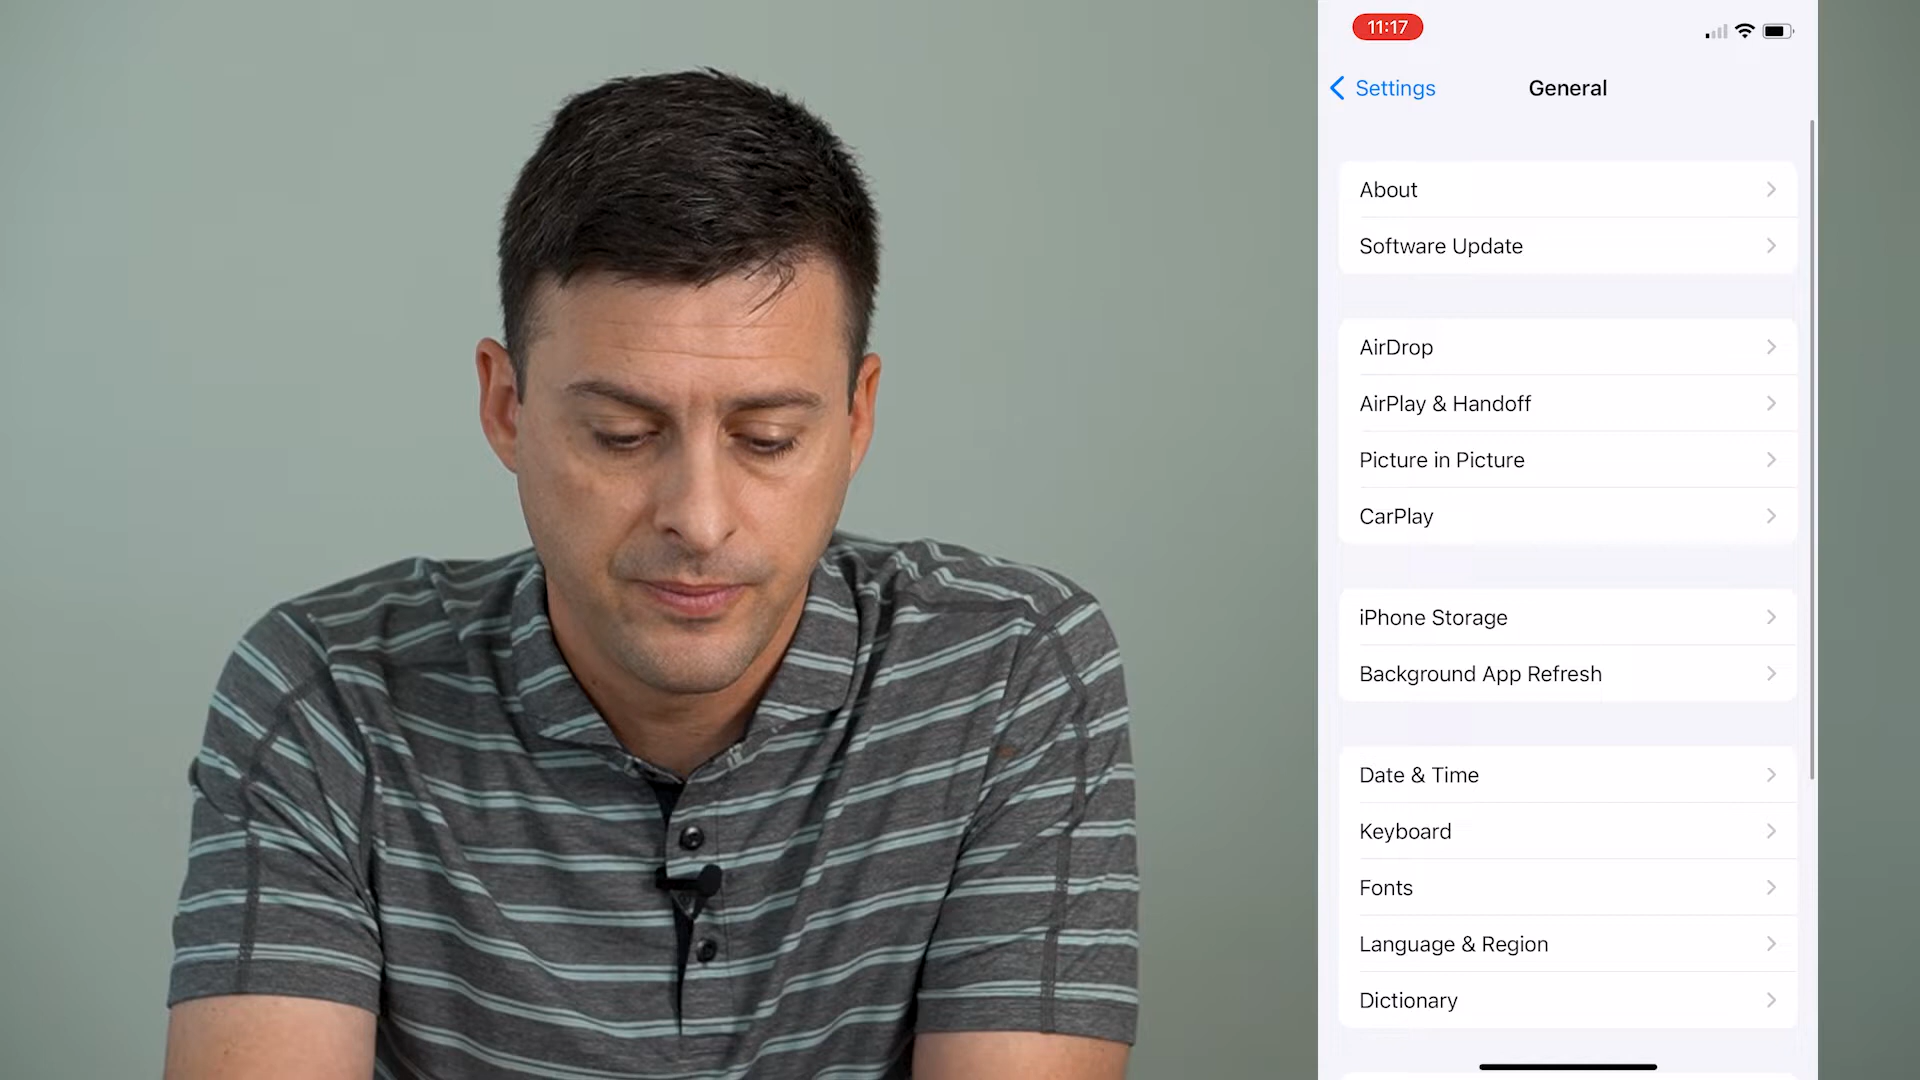 11:17
Settings
General
About
Software Update
AirDrop
AirPlay & Handoff
Picture in Picture
CarPlay
iPhone Storage
Background App Refresh
Date & Time
Keyboard
Fonts
Language & Region
Dictionary